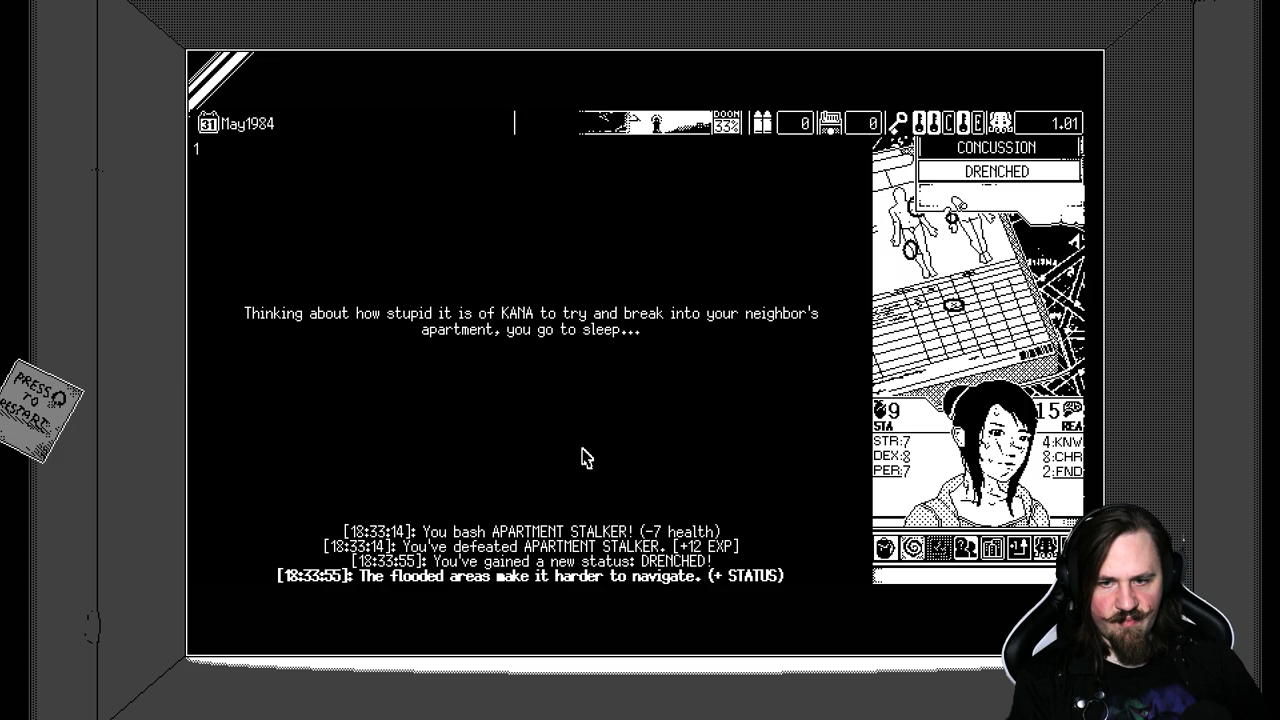 31 May1984
DOOM
33%
0
0
C
E
1.01
CONCUSSION
DRENCHED
1
Thinking about how stupid it is of KANA to try and break into your neighbor's
apartment, you go to sleep...
PRESS Q
TO
RESTART
9
15
STA
REA
STR:7
4:KNW
DEX:8
8:CHR
PER:7
2:FND
[18:33:14]: You bash APARTMENT STALKER! (-7 health)
[18:33:14]: You've defeated APARTMENT STALKER. [+12 EXP]
[18:33:55]: You've gained a new status: DRENCHED!
[18:33:55]: The flooded areas make it harder to navigate. (+ STATUS)